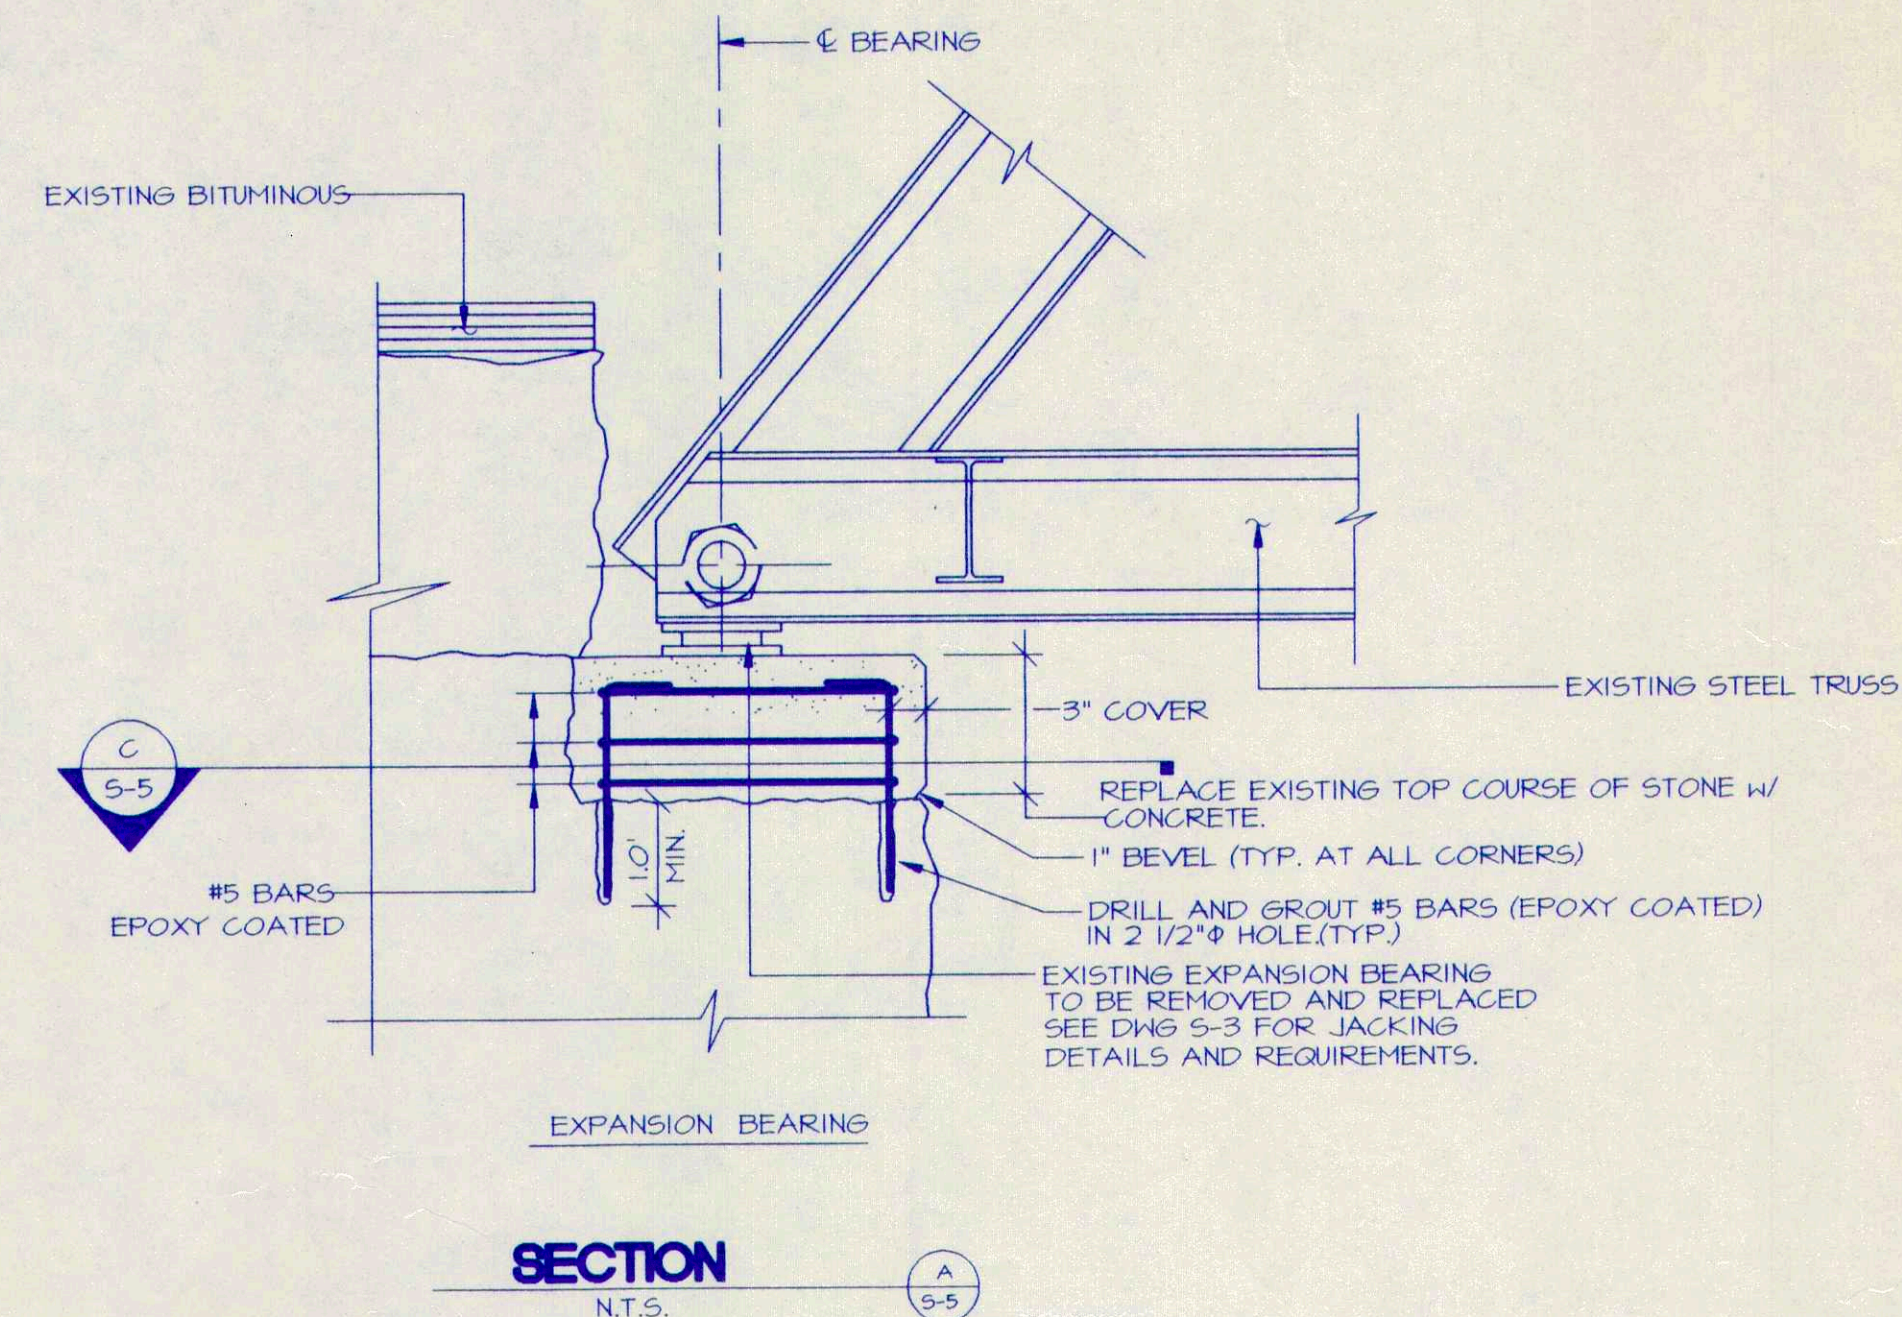 ℄ BEARING
EXISTING BITUMINOUS
EXISTING STEEL TRUSS
3" COVER
C
S-5
REPLACE EXISTING TOP COURSE OF STONE W/
CONCRETE.
1" BEVEL (TYP. AT ALL CORNERS)
1.0'
MIN.
#5 BARS
EPOXY COATED
DRILL AND GROUT #5 BARS (EPOXY COATED)
IN 2 1/2"Φ HOLE.(TYP.)
EXISTING EXPANSION BEARING
TO BE REMOVED AND REPLACED
SEE DWG S-3 FOR JACKING
DETAILS AND REQUIREMENTS.
EXPANSION BEARING
SECTION
N.T.S.
A
S-5